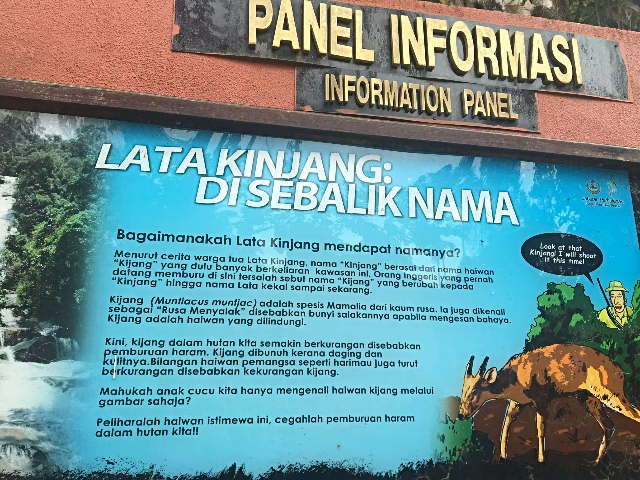 PANEL INFORMASI
INFORMATION PANEL
LATA KINJANG:
DI SEBALIK NAMA
Bagaimanakah Lata Kinjang mendapat namanya?
Menurut cerita warga tua Lata Kinjang, nama "Kinjang" berasal dari nama haiwan
"Kijang" yang dulu banyak berkeliaran kawasan ini. Orang Inggeris yang pernah
datang memburu di sini tersalah sebut nama "Kijang" yang berubah kepada
"Kinjang" hingga nama Lata kekal sampai sekarang.
Kijang (Muntiacus muntjac) adalah spesis Mamalia dari kaum rusa. Ia juga dikenali
sebagai "Rusa Menyalak" disebabkan bunyi salakannya apabila mengesan bahaya.
Kijang adalah haiwan yang dilindungi.
Kini, kijang dalam hutan kita semakin berkurangan disebabkan
pemburuan haram. Kijang dibunuh kerana daging dan
kulitnya.Bilangan haiwan pemangsa seperti harimau juga turut
berkurangan disebabkan kekurangan kijang.
Mahukah anak cucu kita hanya mengenali haiwan kijang melalui
gambar sahaja?
Peliharalah haiwan istimewa ini, cegahlah pemburuan haram
dalam hutan kita!!
Look at that
Kinjang! I will shoot
it this time!